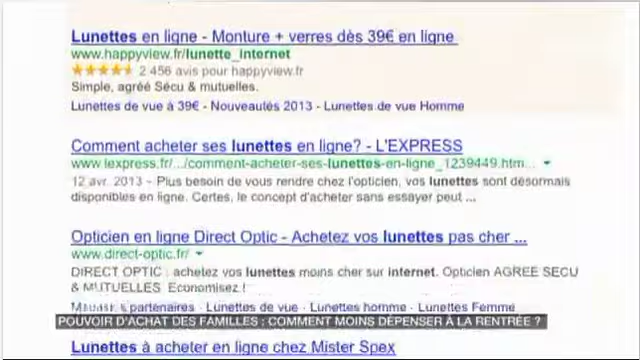 Lunettes en ligne - Monture + verres dès 39€ en ligne
www.happyview.fr/lunette_internet
2 456 avis pour happyview.fr
Simple, agréé Sécu & mutuelles.
Lunettes de vue à 39€ - Nouveautés 2013 - Lunettes de vue Homme
Comment acheter ses lunettes en ligne? - L'EXPRESS
www.lexpress.fr/.../comment-acheter-ses-lunettes-en-ligne_1239449.htm...
12 avr. 2013 - Plus besoin de vous rendre chez l'opticien, vos lunettes sont désormais
disponibles en ligne. Certes, le concept d'acheter sans essayer peut ...
Opticien en ligne Direct Optic - Achetez vos lunettes pas cher ...
www.direct-optic.fr/
DIRECT OPTIC : achetez vos lunettes moins cher sur internet. Opticien AGREE SECU
& MUTUELLES Economisez !
partenaires - Lunettes de vue - Lunettes homme - Lunettes Femme
POUVOIR D'ACHAT DES FAMILLES : COMMENT MOINS DÉPENSER À LA RENTRÉE ?
Lunettes à acheter en ligne chez Mister Spex